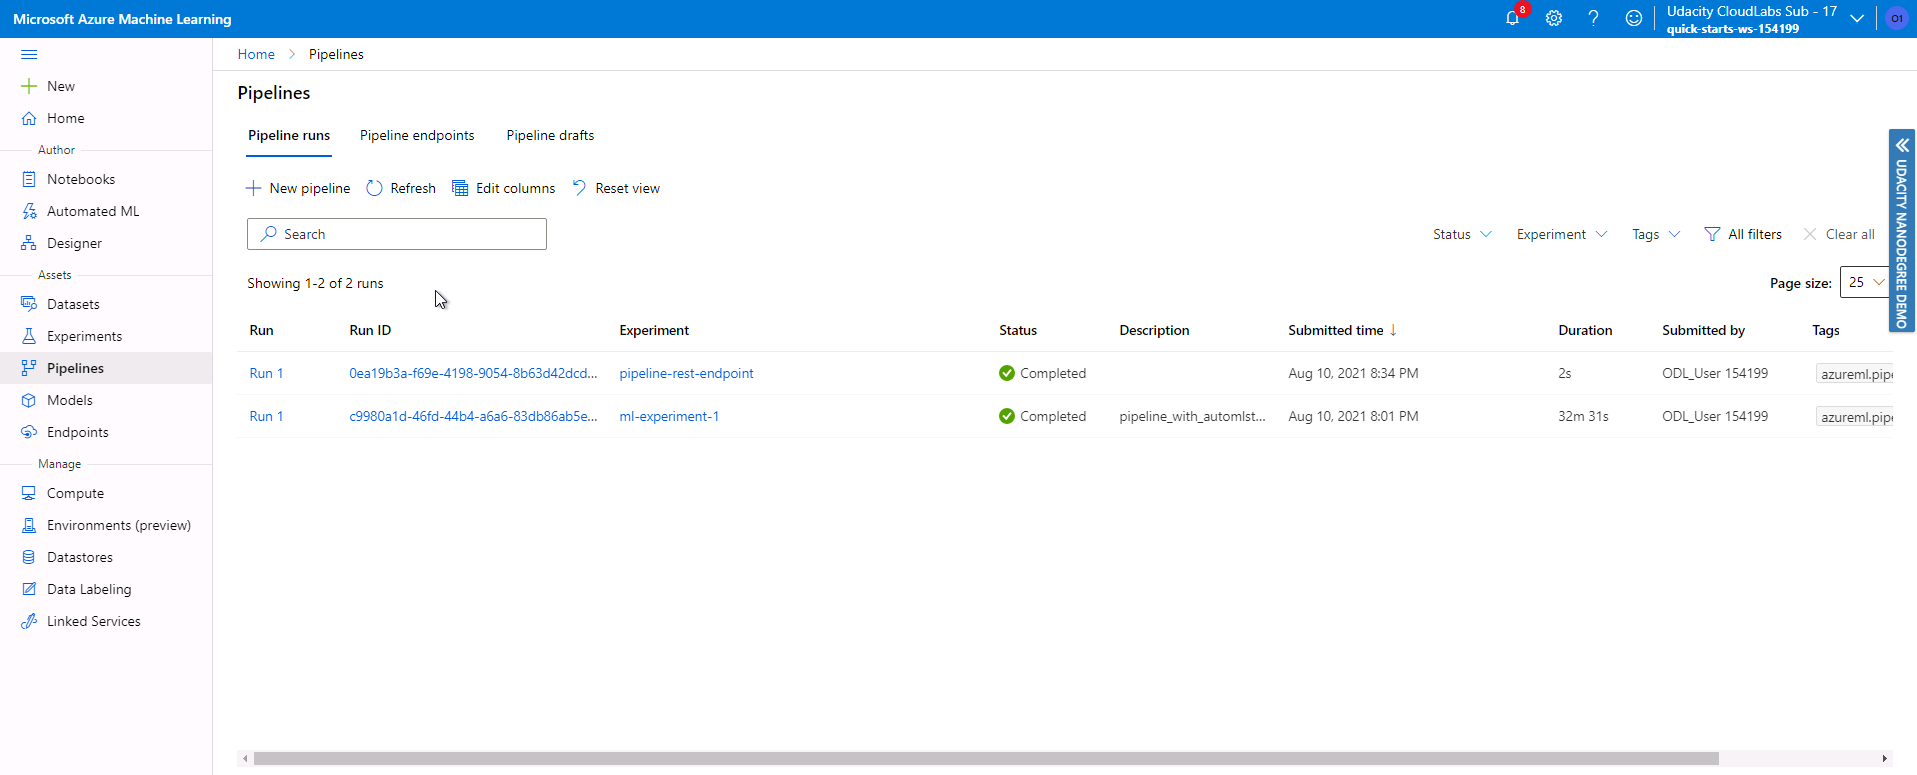 Microsoft Azure Machine Learning
8
Udacity CloudLabs Sub - 17
quick-starts-ws-154199
O1
Home > Pipelines
New
Home
Author
Notebooks
Automated ML
Designer
Assets
Datasets
Experiments
Pipelines
Models
Endpoints
Manage
Compute
Environments (preview)
Datastores
Data Labeling
Linked Services
Pipelines
Pipeline runs Pipeline endpoints Pipeline drafts
New pipeline Refresh Edit columns Reset view
Search
Status Experiment Tags All filters Clear all
Showing 1-2 of 2 runs
Page size: 25
Run Run ID Experiment Status Description Submitted time ↓ Duration Submitted by Tags
Run 1 0ea19b3a-f69e-4198-9054-8b63d42dcd... pipeline-rest-endpoint Completed Aug 10, 2021 8:34 PM 2s ODL_User 154199 azureml.pipe
Run 1 c9980a1d-46fd-44b4-a6a6-83db86ab5e... ml-experiment-1 Completed pipeline_with_automlst... Aug 10, 2021 8:01 PM 32m 31s ODL_User 154199 azureml.pipe
UDACITY NANODEGREE DEMO